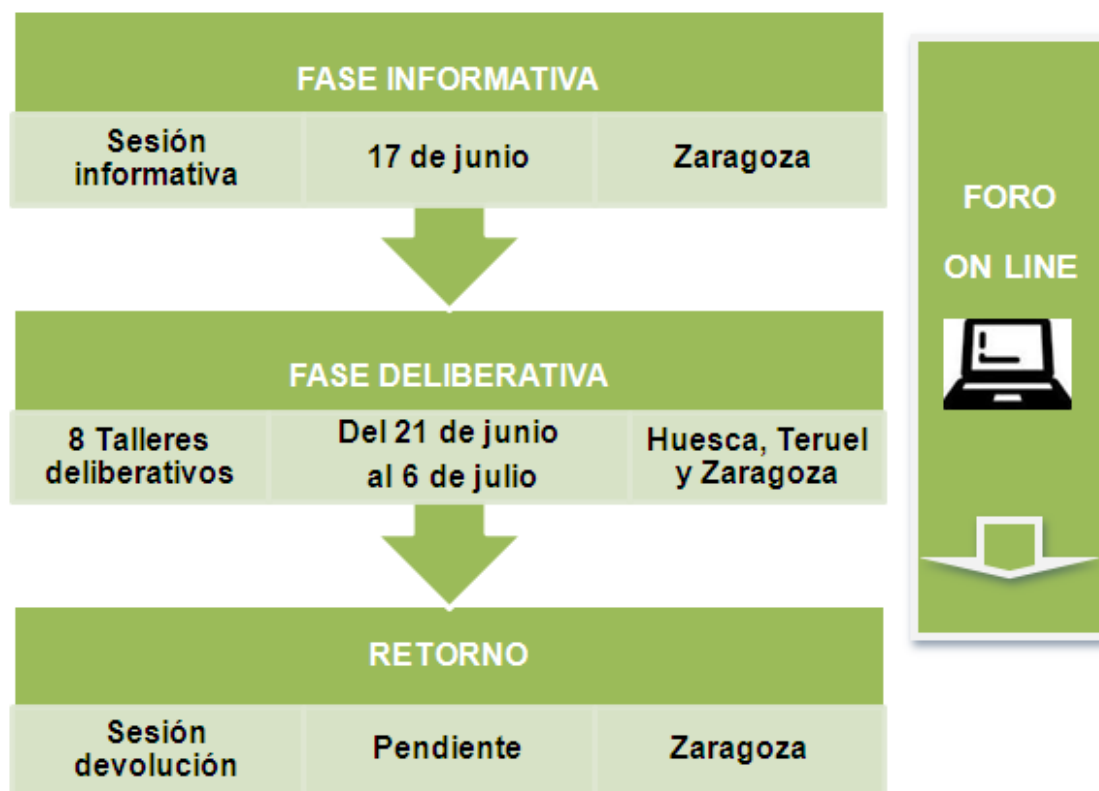 FASE INFORMATIVA
Sesión
informativa
17 de junio
Zaragoza
FASE DELIBERATIVA
8 Talleres
deliberativos
Del 21 de junio
al 6 de julio
Huesca, Teruel
y Zaragoza
RETORNO
Sesión
devolución
Pendiente
Zaragoza
FORO
ON LINE